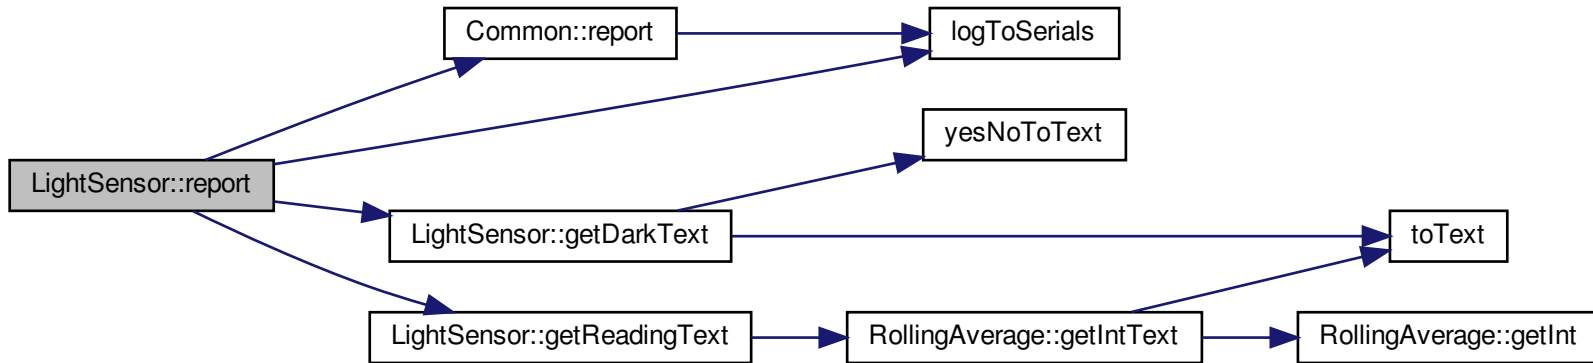 Common::report
logToSerials
yesNoToText
LightSensor::report
LightSensor::getDarkText
toText
LightSensor::getReadingText
RollingAverage::getIntText
RollingAverage::getInt